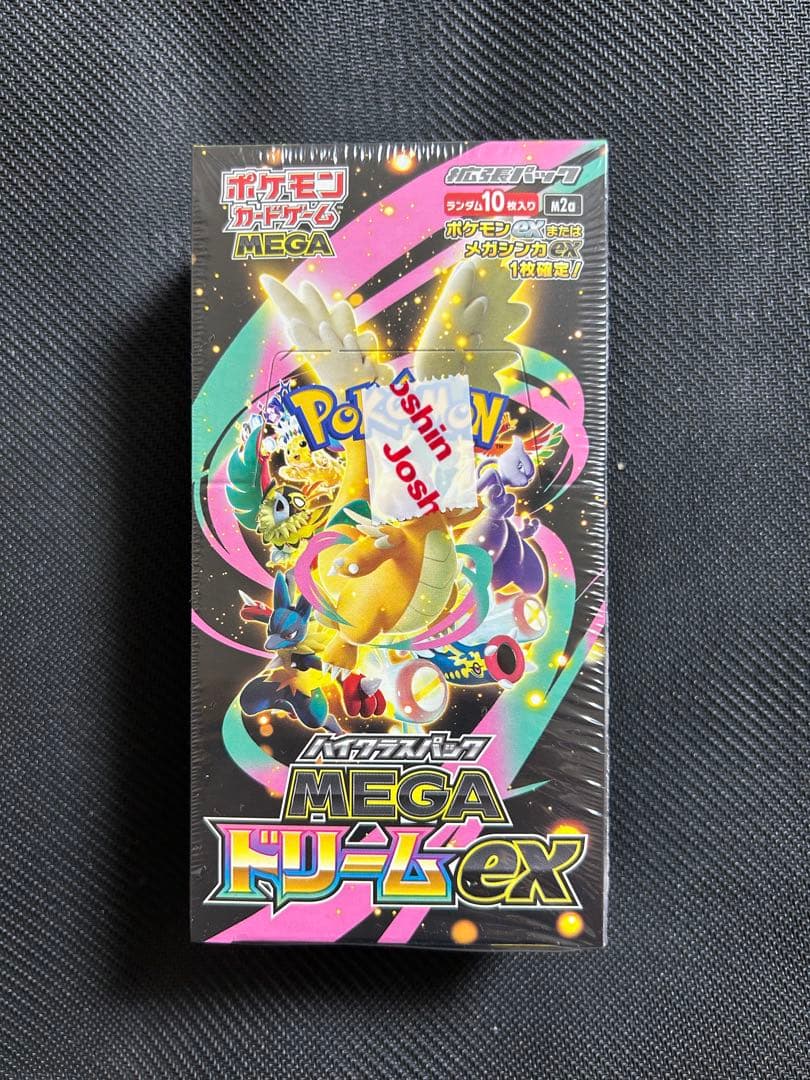 ポケモン
カードゲーム
MEGA
拡張パック
ランダム10枚入り M2a
ポケモンexまたは
メガシンカex
1枚確定!
Pokémon
oshin
Josh
ハイクラスパック
MEGA
ドリームex